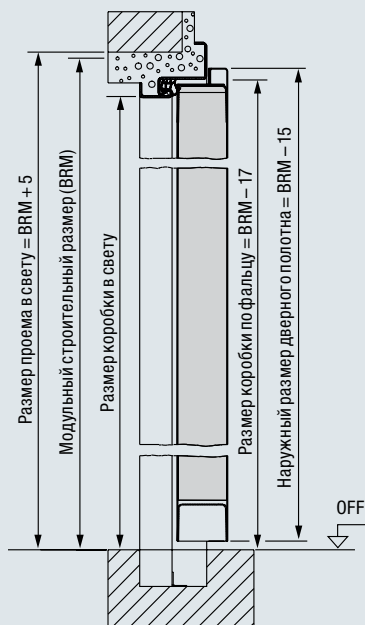 Размер проема в свету = BRM + 5
Модульный строительный размер (BRM)
Размер коробки в свету
Размер коробки по фальцу = BRM – 17
Наружный размер дверного полотна = BRM – 15
OFF